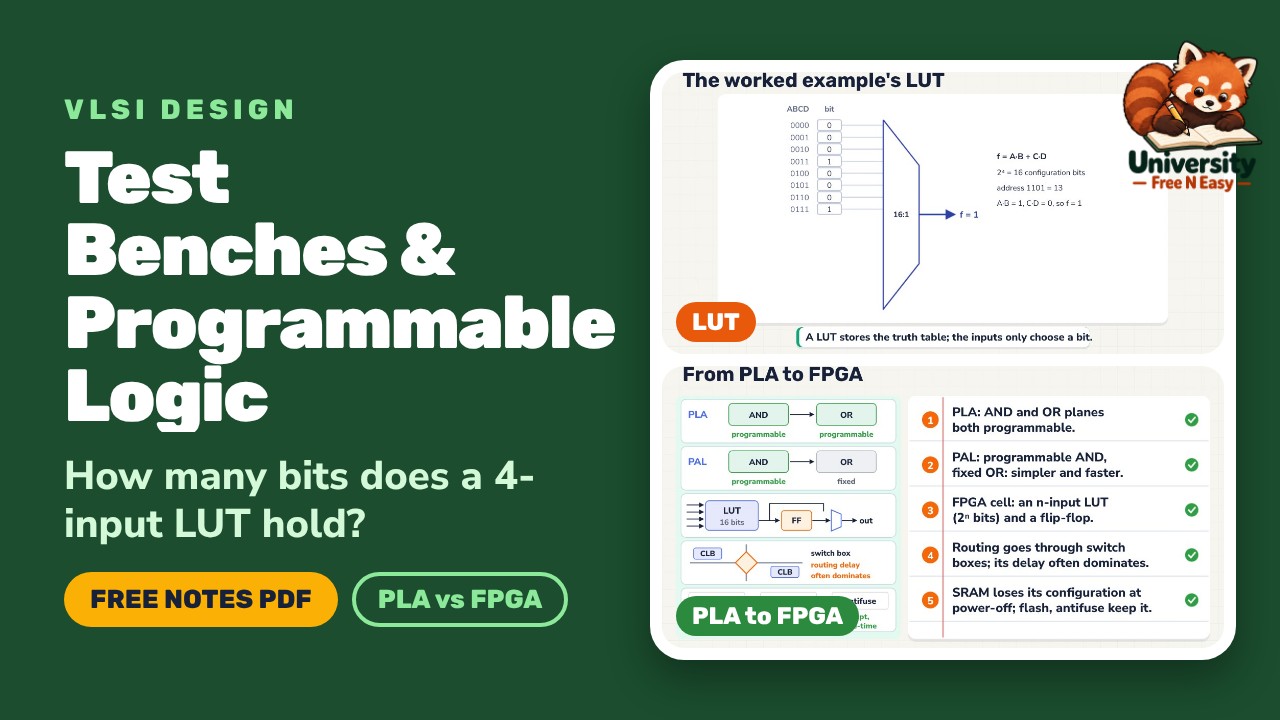 VLSI DESIGN
Test
Benches &
Programmable
Logic
How many bits does a 4-
input LUT hold?
FREE NOTES PDF
PLA vs FPGA
University
Free N Easy
The worked example's LUT
ABCD bit
0000 0
0001 0
0010 0
0011 1
0100 0
0101 0
0110 0
0111 1
16:1
f = 1
f = A·B + C·D
2⁴ = 16 configuration bits
address 1101 = 13
A·B = 1, C·D = 0, so f = 1
LUT
A LUT stores the truth table; the inputs only choose a bit.
From PLA to FPGA
PLA AND OR
programmable programmable
PAL AND OR
programmable fixed
LUT
16 bits
FF
out
CLB
CLB
switch box
routing delay
often dominates
PLA to FPGA
1 PLA: AND and OR planes
both programmable.
2 PAL: programmable AND,
fixed OR: simpler and faster.
3 FPGA cell: an n-input LUT
(2ⁿ bits) and a flip-flop.
4 Routing goes through switch
boxes; its delay often dominates.
5 SRAM loses its configuration at
power-off; flash, antifuse keep it.